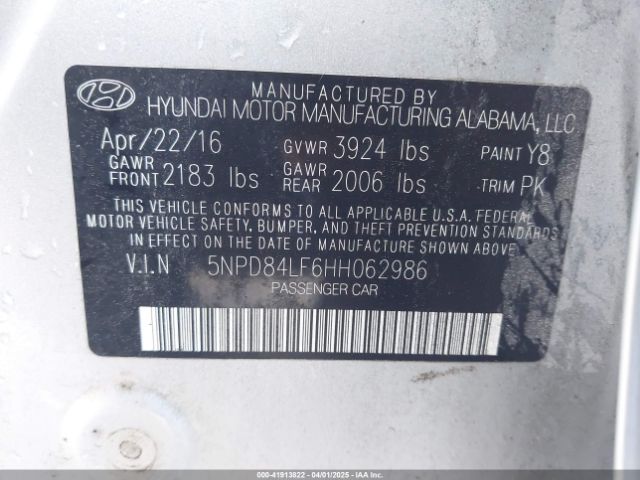 MANUFACTURED BY
HYUNDAI MOTOR MANUFACTURING ALABAMA, LLC
Apr/22/16 GVWR 3924 lbs PAINT Y8
GAWR FRONT 2183 lbs GAWR REAR 2006 lbs TRIM PK
THIS VEHICLE CONFORMS TO ALL APPLICABLE U.S.A. FEDERAL
MOTOR VEHICLE SAFETY, BUMPER, AND THEFT PREVENTION STANDARDS
IN EFFECT ON THE DATE OF MANUFACTURE SHOWN ABOVE.
V.I.N 5NPD84LF6HH062986
PASSENGER CAR
000-41913822 - 04/01/2025 - IAAI.COM